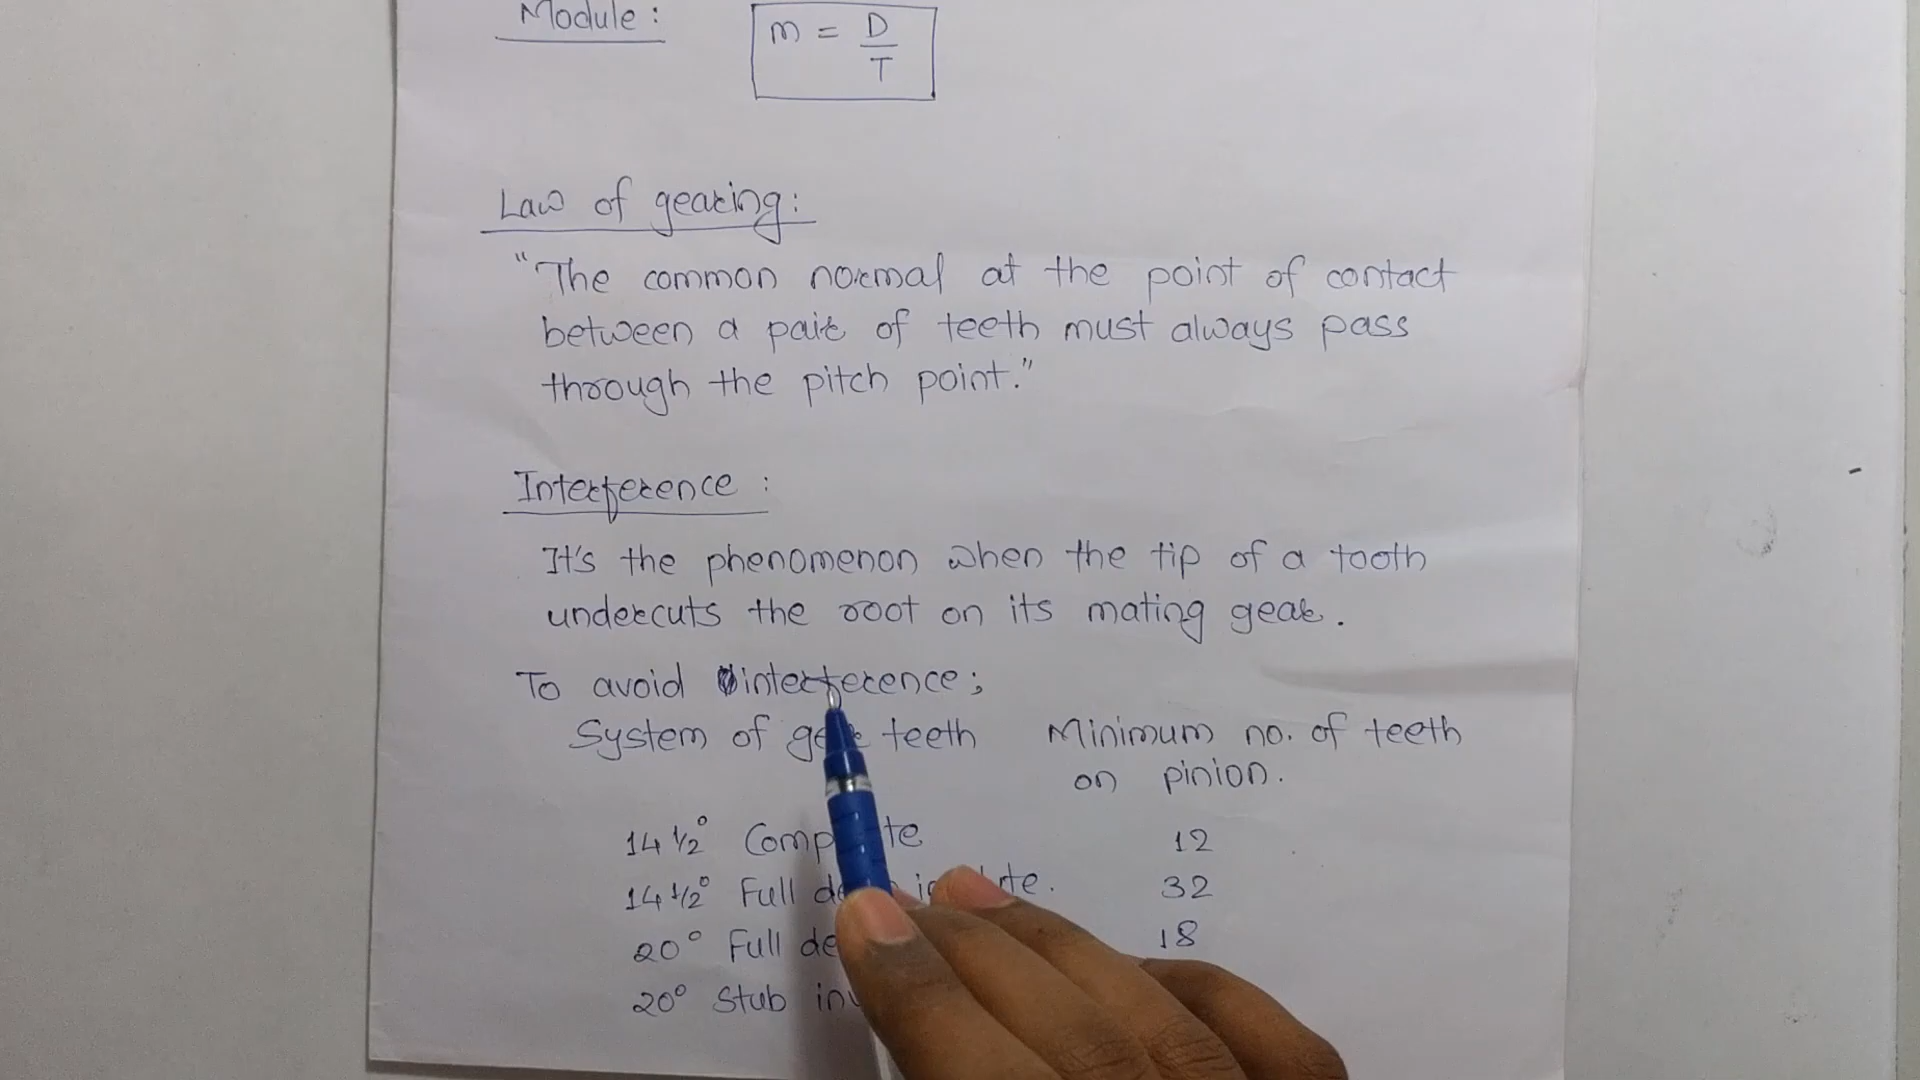 Module :
m = D
T
Law of gearing:
"The common normal at the point of contact
between a pair of teeth must always pass
through the pitch point."
Interference :
It's the phenomenon when the tip of a tooth
undercuts the root on its mating gear.
To avoid interference;
System of teeth Minimum no. of teeth
on pinion.
14 1/2° 12
14 1/2° Full 32
20° Full 18
20° Stub